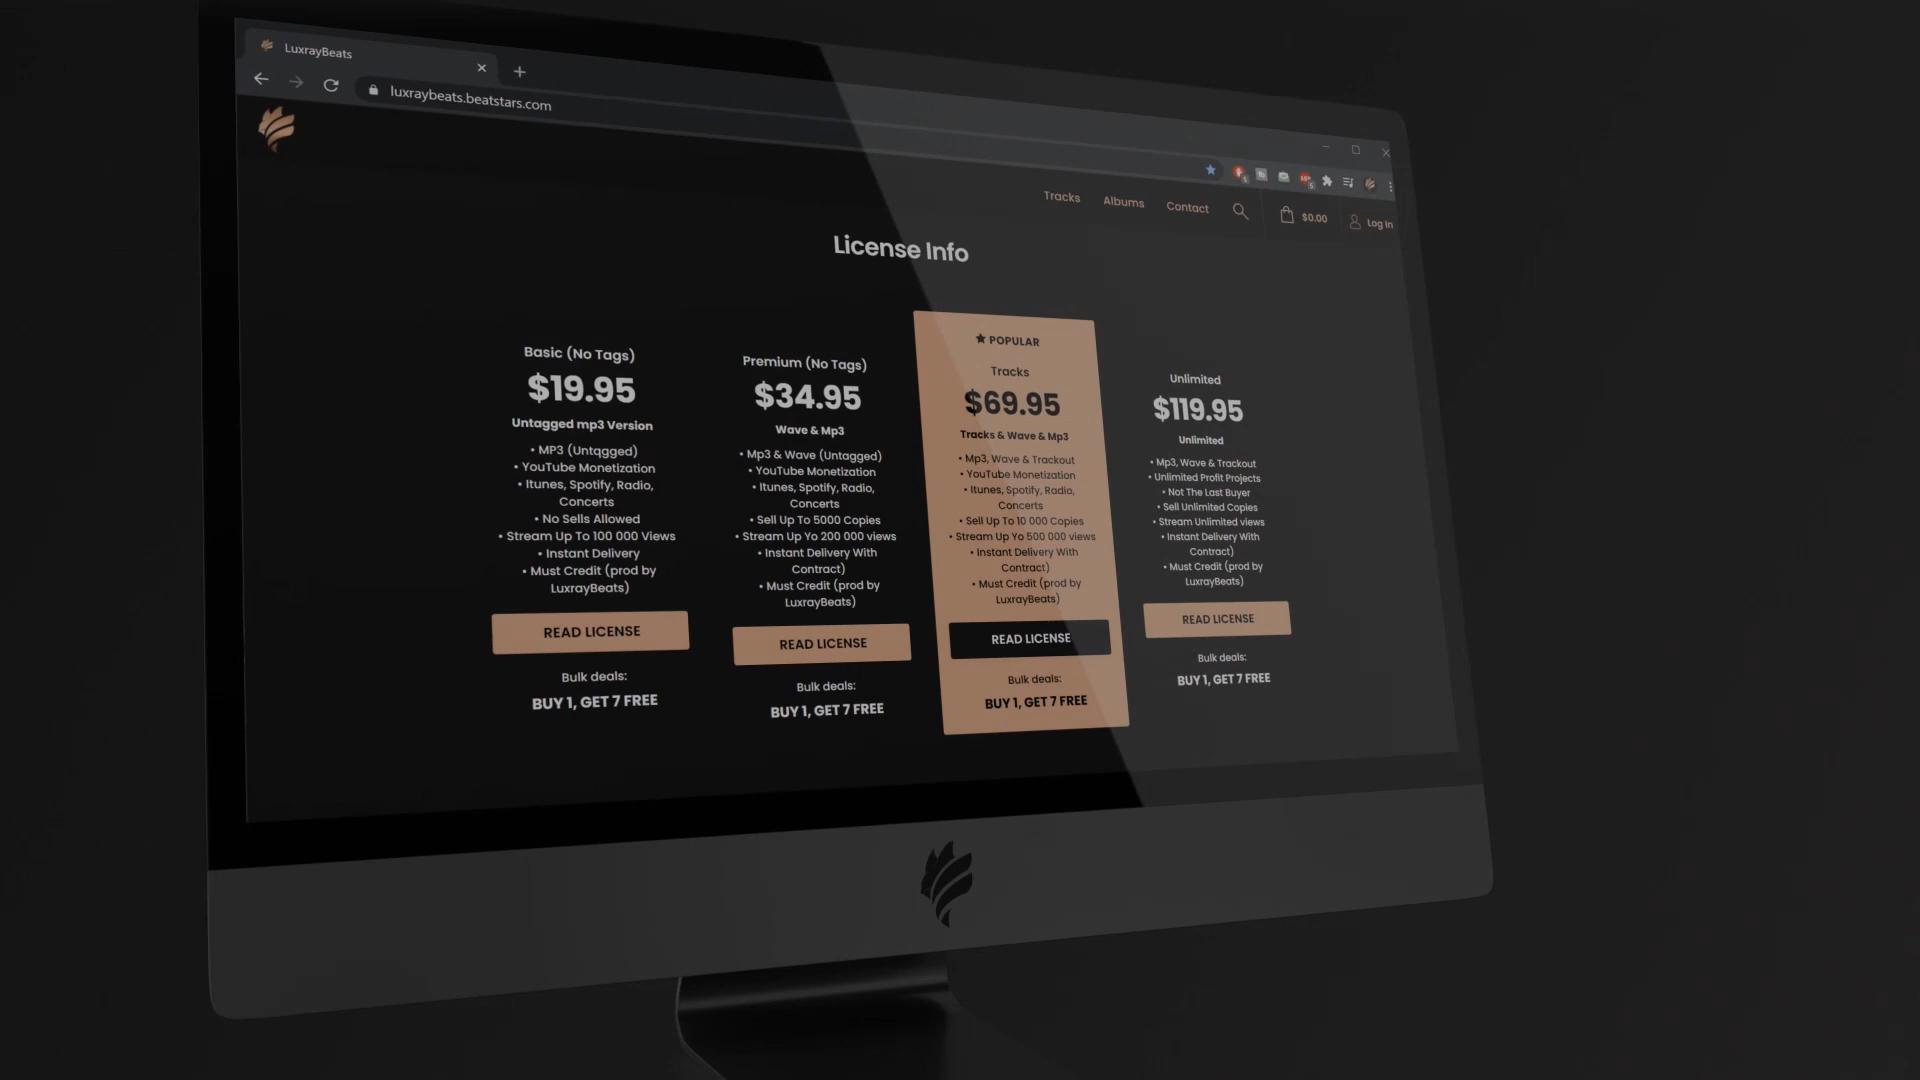 LuxrayBeats
luxraybeats.beatstars.com
Tracks
Albums
Contact
$0.00
Log In
License Info
Basic (No Tags)
$19.95
Untagged mp3 Version
• MP3 (Untqgged)
• YouTube Monetization
• Itunes, Spotify, Radio,
Concerts
• No Sells Allowed
• Stream Up To 100 000 Views
• Instant Delivery
• Must Credit (prod by
LuxrayBeats)
READ LICENSE
Bulk deals:
BUY 1, GET 7 FREE
Premium (No Tags)
$34.95
Wave & Mp3
• Mp3 & Wave (Untagged)
• YouTube Monetization
• Itunes, Spotify, Radio,
Concerts
• Sell Up To 5000 Copies
• Stream Up Yo 200 000 views
• Instant Delivery With
Contract)
• Must Credit (prod by
LuxrayBeats)
READ LICENSE
Bulk deals:
BUY 1, GET 7 FREE
★ POPULAR
Tracks
$69.95
Tracks & Wave & Mp3
• Mp3, Wave & Trackout
• YouTube Monetization
• Itunes, Spotify, Radio,
Concerts
• Sell Up To 10 000 Copies
• Stream Up Yo 500 000 views
• Instant Delivery With
Contract)
• Must Credit (prod by
LuxrayBeats)
READ LICENSE
Bulk deals:
BUY 1, GET 7 FREE
Unlimited
$119.95
Unlimited
• Mp3, Wave & Trackout
• Unlimited Profit Projects
• Not The Last Buyer
• Sell Unlimited Copies
• Stream Unlimited views
• Instant Delivery With
Contract)
• Must Credit (prod by
LuxrayBeats)
READ LICENSE
Bulk deals:
BUY 1, GET 7 FREE